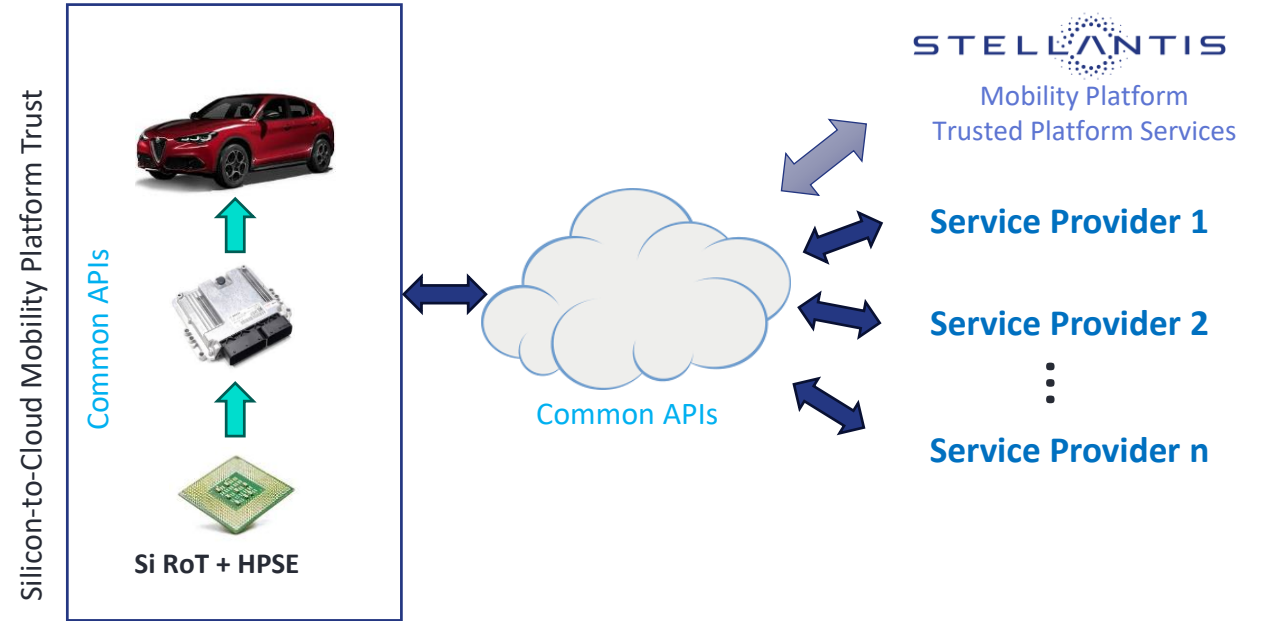 Silicon-to-Cloud Mobility Platform Trust
Common APIs
Si RoT + HPSE
Common APIs
STELLANTIS
Mobility Platform
Trusted Platform Services
Service Provider 1
Service Provider 2
Service Provider n